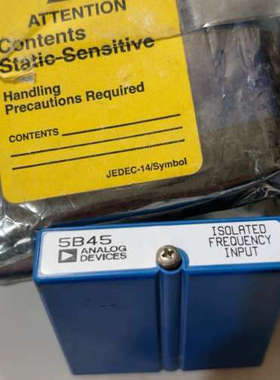 ATTENTION
Contents
Static-Sensitive
Handling
Precautions Required
CONTENTS
JEDEC-14/Symbol
5B45
ANALOG
DEVICES
ISOLATED
FREQUENCY
INPUT